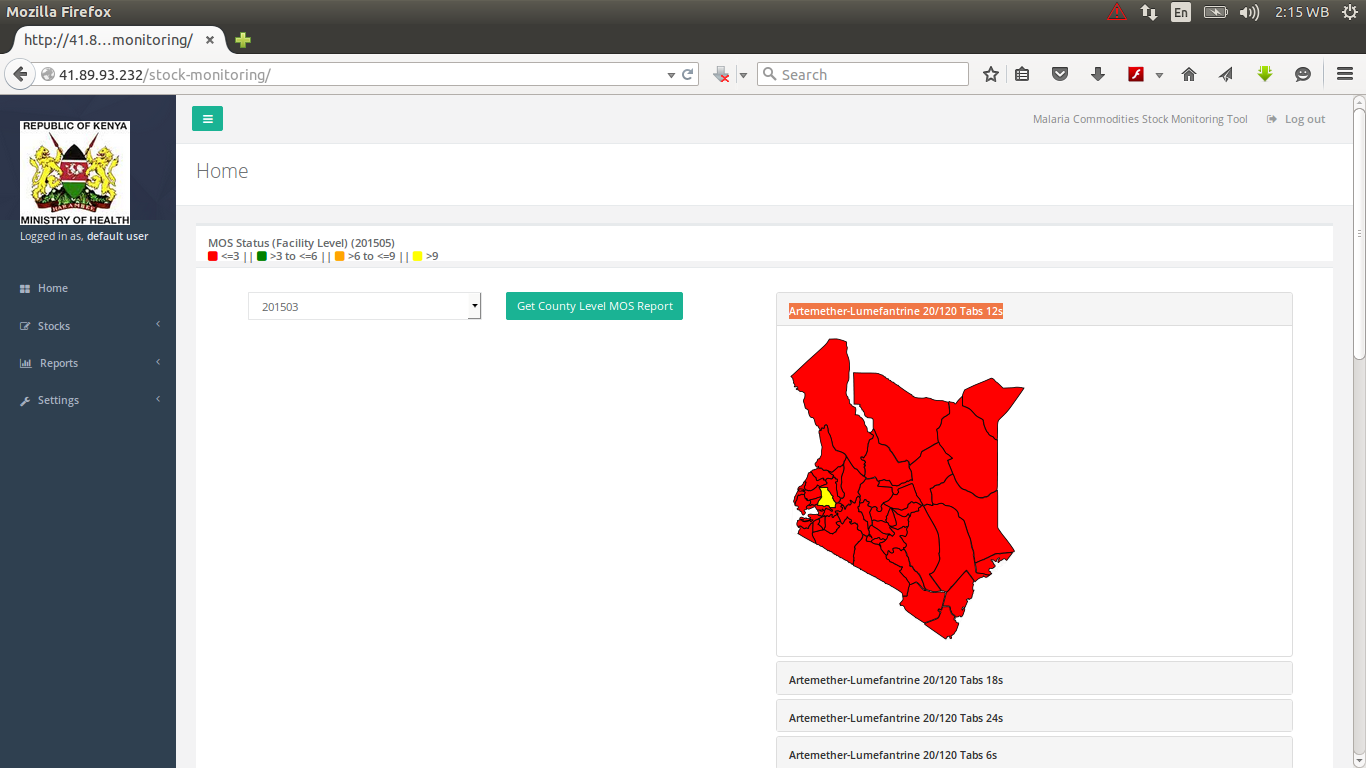 Mozilla Firefox
En
2:15 WB
http://41.8...monitoring/
41.89.93.232/stock-monitoring/
Search
REPUBLIC OF KENYA
HARAMBEE
MINISTRY OF HEALTH
Logged in as, default user
Home
Stocks
Reports
Settings
Malaria Commodities Stock Monitoring Tool
Log out
Home
MOS Status (Facility Level) (201505)
<=3 || >3 to <=6 || >6 to <=9 || >9
201503
Get County Level MOS Report
Artemether-Lumefantrine 20/120 Tabs 12s
Artemether-Lumefantrine 20/120 Tabs 18s
Artemether-Lumefantrine 20/120 Tabs 24s
Artemether-Lumefantrine 20/120 Tabs 6s